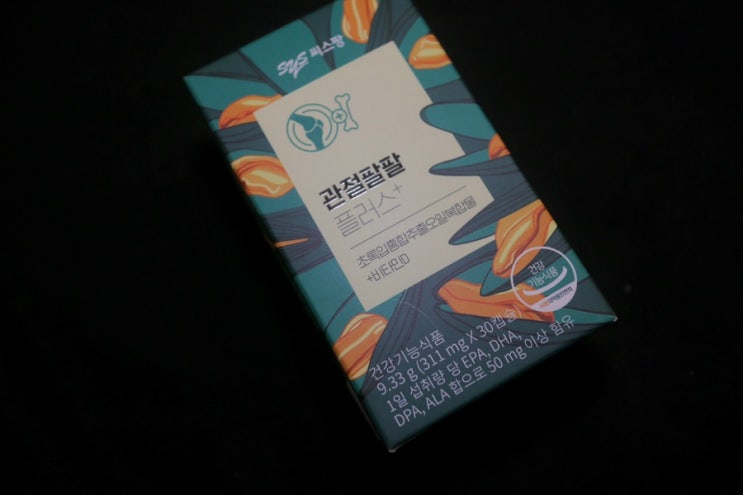 sys 씨스팡
관절팔팔
플러스+
초록입홍합추출오일복합물
+비타민D
건강
기능식품
건강기능식품
9.33 g (311 mg X 30캡슐)
1일 섭취량 당 EPA, DHA,
DPA, ALA 합으로 50 mg 이상 함유